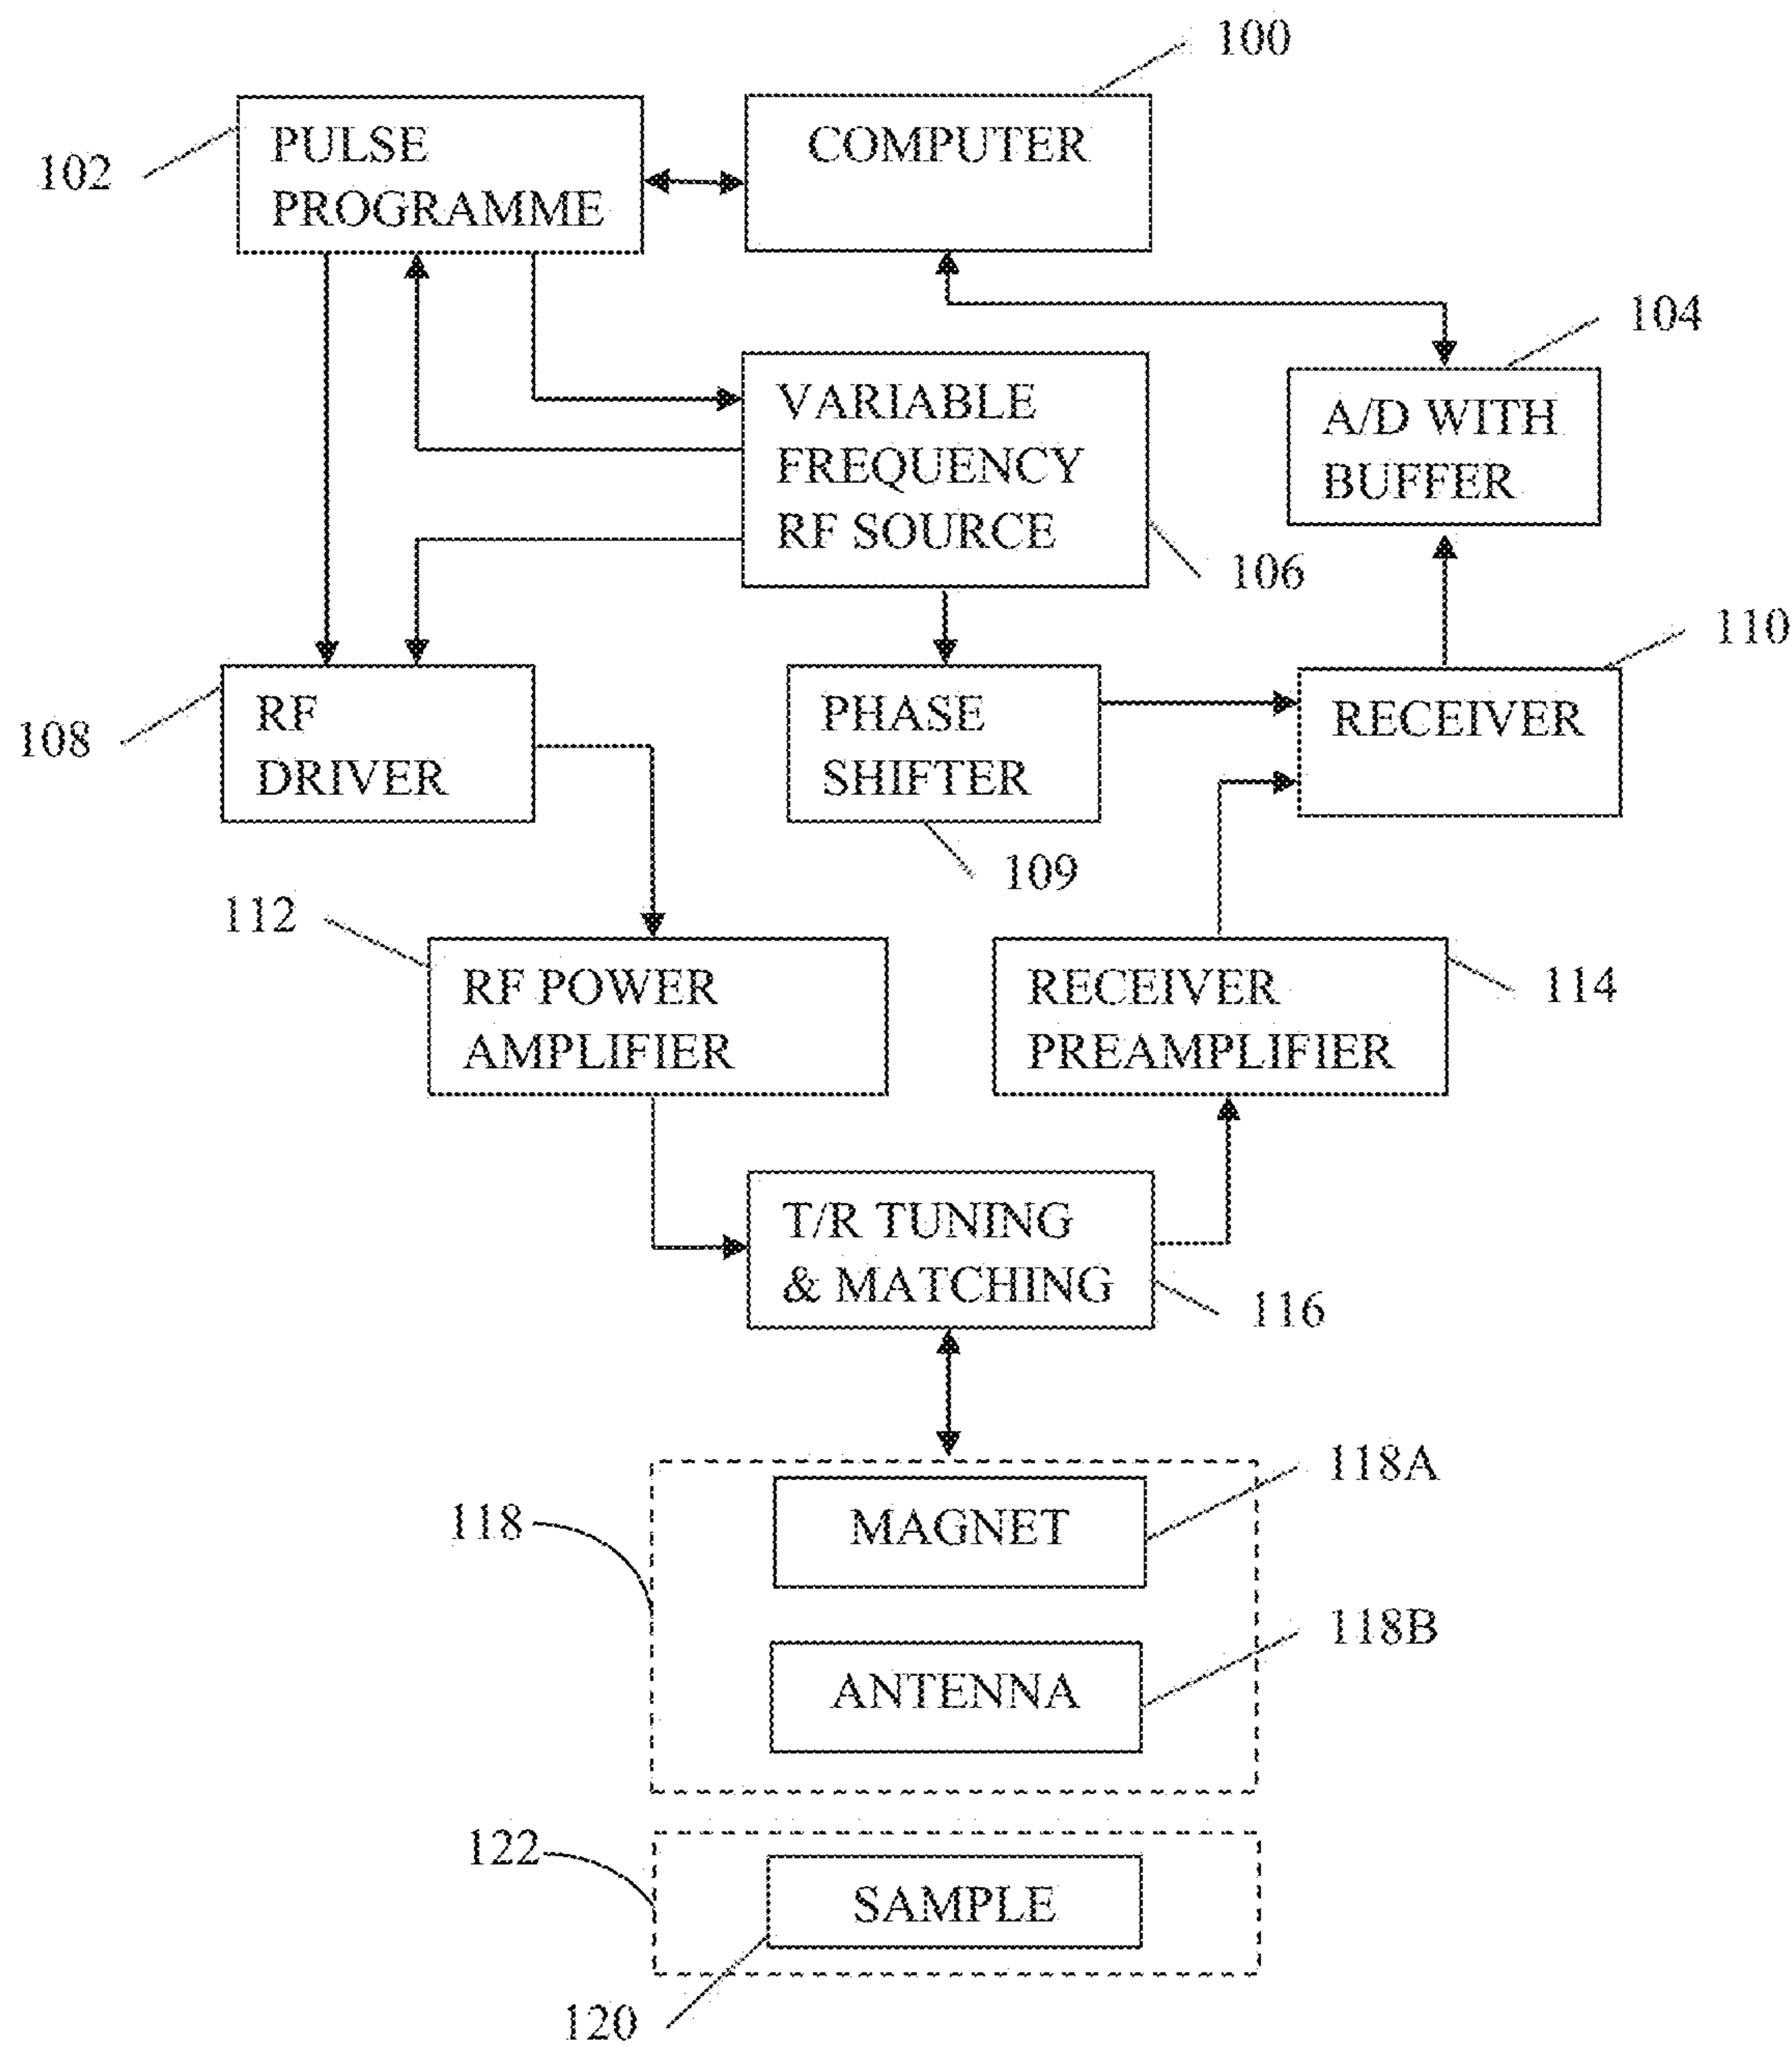 100
PULSE
PROGRAMME
COMPUTER
102
104
VARIABLE
FREQUENCY
RF SOURCE
A/D WITH
BUFFER
106
110
RF
DRIVER
PHASE
SHIFTER
RECEIVER
108
109
112
RF POWER
AMPLIFIER
RECEIVER
PREAMPLIFIER
114
T/R TUNING
& MATCHING
116
118A
118
MAGNET
118B
ANTENNA
122
SAMPLE
120